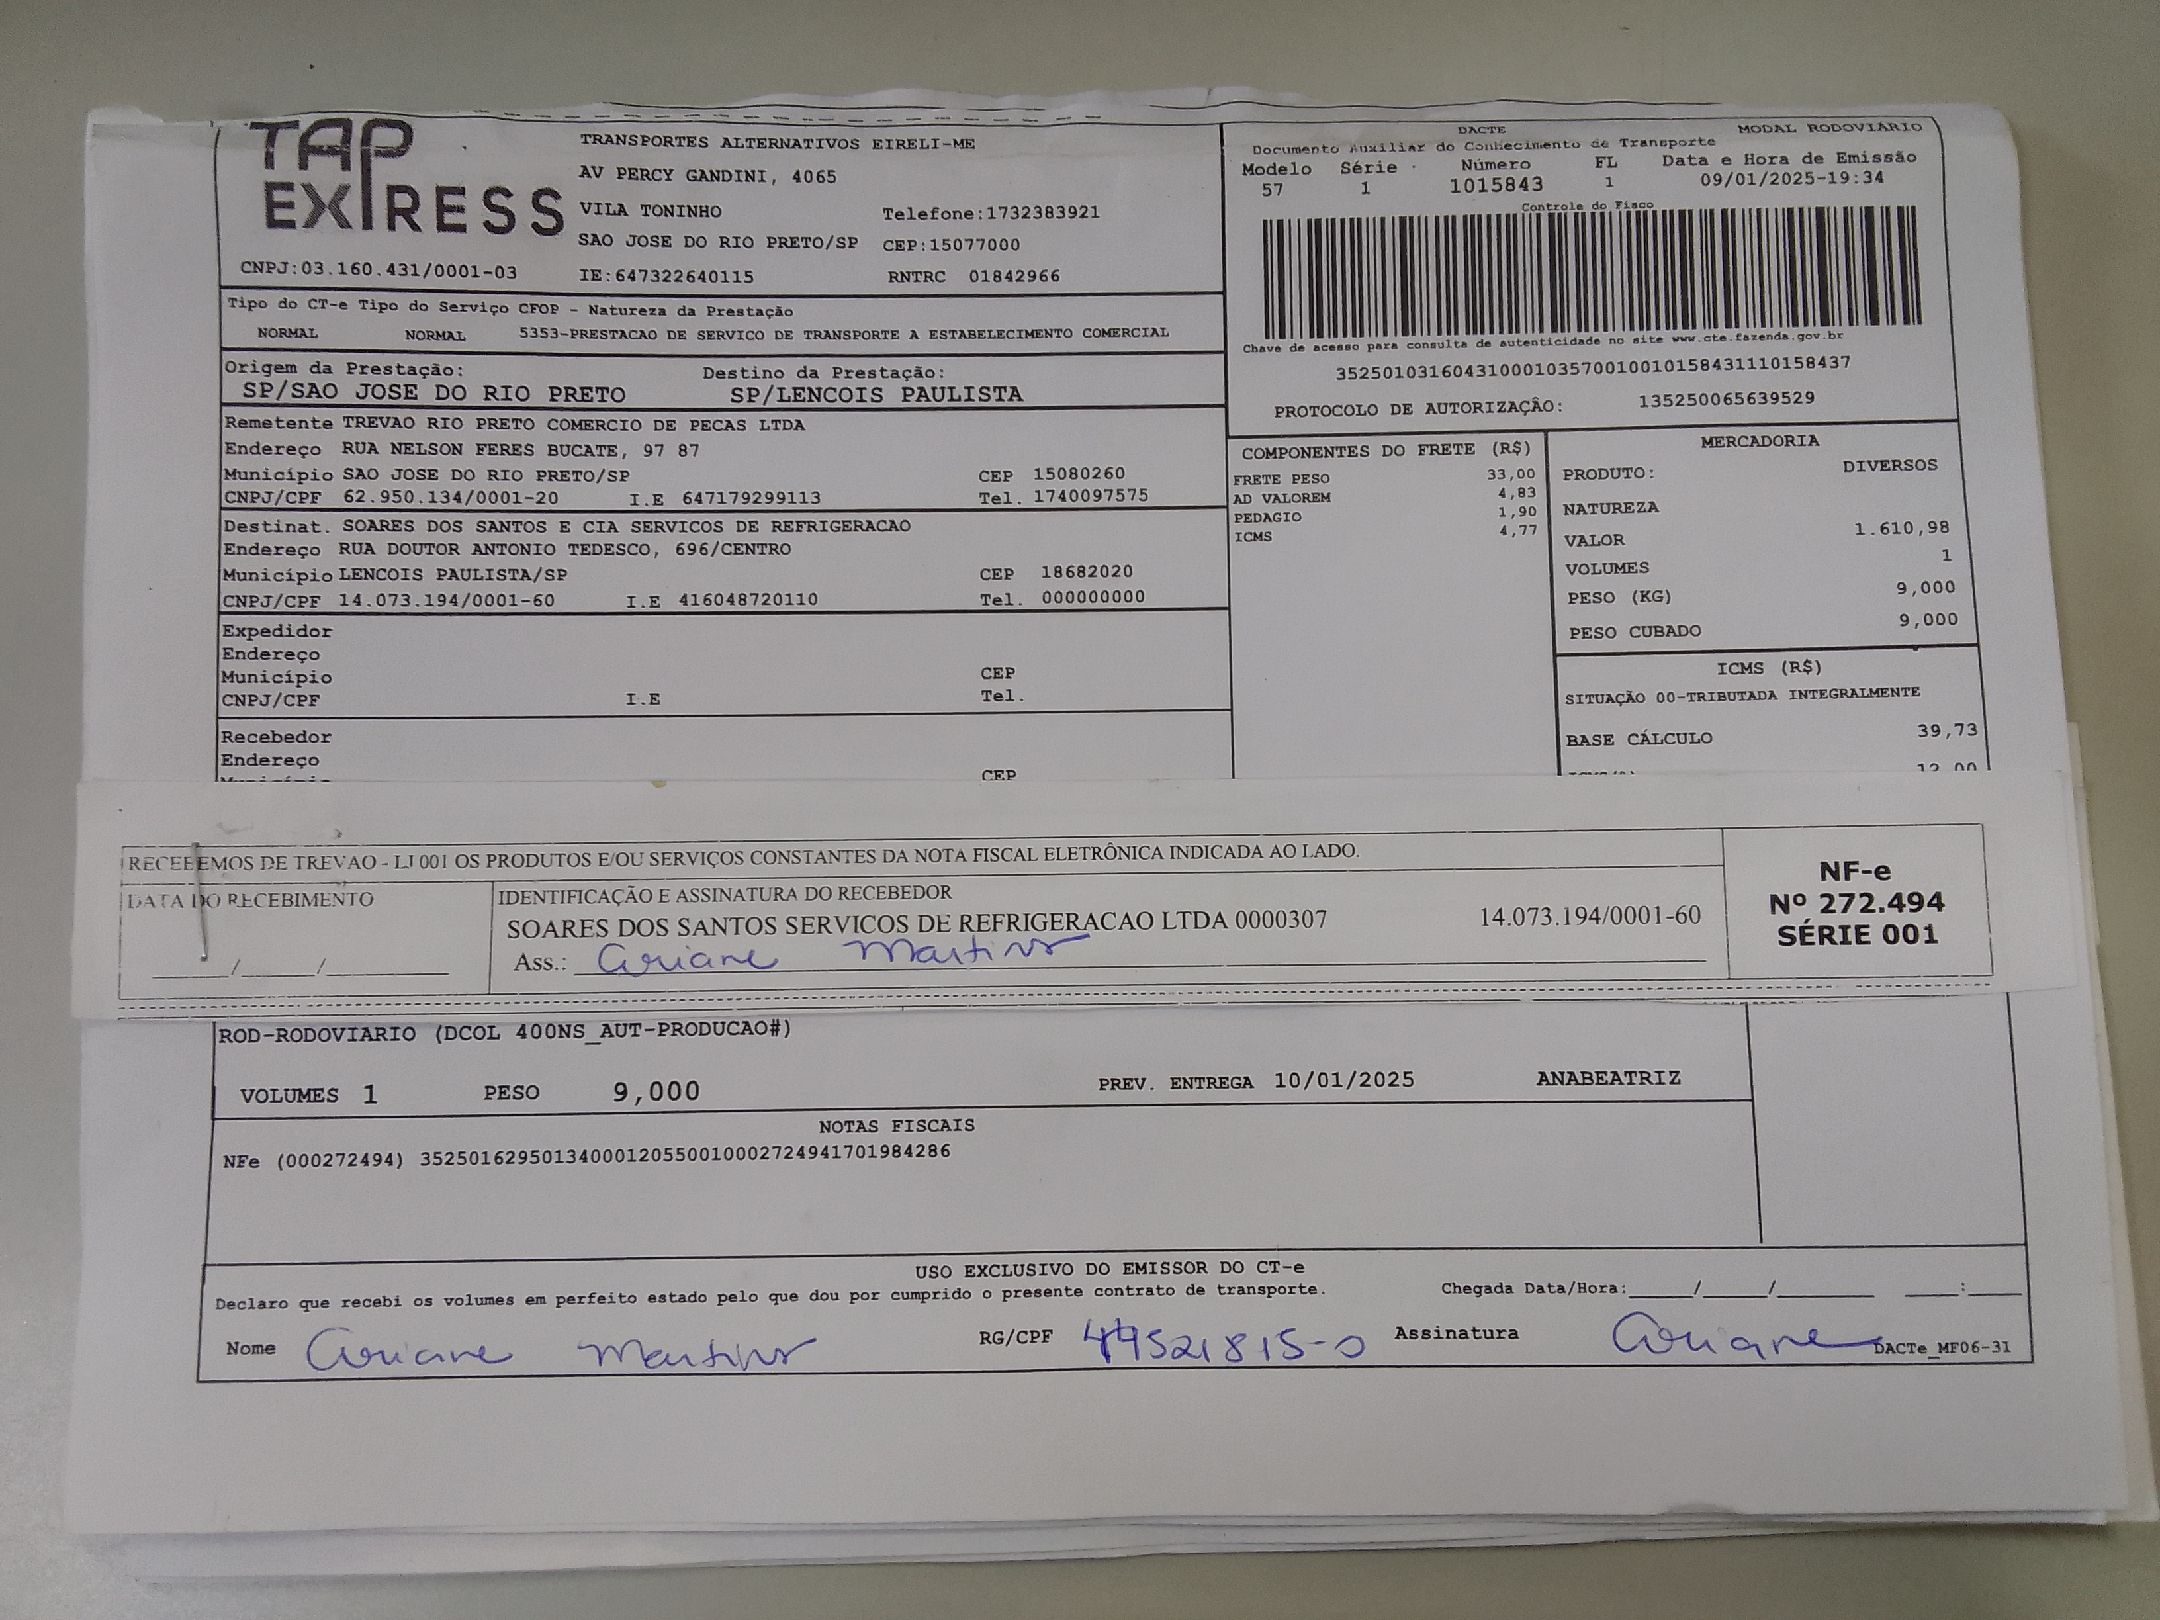 TAP EXPRESS
TRANSPORTES ALTERNATIVOS EIRELI-ME
AV PERCY GANDINI, 4065
VILA TONINHO Telefone:1732383921
SAO JOSE DO RIO PRETO/SP CEP:15077000
CNPJ:03.160.431/0001-03 IE:647322640115 RNTRC 01842966
DACTE MODAL RODOVIÁRIO
Documento Auxiliar do Conhecimento de Transporte
Modelo Série Número FL Data e Hora de Emissão
57 1 1015843 1 09/01/2025-19:34
Controle do Fisco
Chave de acesso para consulta de autenticidade no site www.cte.fazenda.gov.br
35250103160431000103570010010158431110158437
PROTOCOLO DE AUTORIZAÇÃO: 135250065639529
Tipo do CT-e Tipo do Serviço CFOP - Natureza da Prestação
NORMAL NORMAL 5353-PRESTACAO DE SERVICO DE TRANSPORTE A ESTABELECIMENTO COMERCIAL
Origem da Prestação: Destino da Prestação:
SP/SAO JOSE DO RIO PRETO SP/LENCOIS PAULISTA
Remetente TREVAO RIO PRETO COMERCIO DE PECAS LTDA
Endereço RUA NELSON FERES BUCATE, 97 87
Município SAO JOSE DO RIO PRETO/SP CEP 15080260
CNPJ/CPF 62.950.134/0001-20 I.E 647179299113 Tel. 1740097575
Destinat. SOARES DOS SANTOS E CIA SERVICOS DE REFRIGERACAO
Endereço RUA DOUTOR ANTONIO TEDESCO, 696/CENTRO
Município LENCOIS PAULISTA/SP CEP 18682020
CNPJ/CPF 14.073.194/0001-60 I.E 416048720110 Tel. 000000000
Expedidor
Endereço
Município CEP
CNPJ/CPF I.E Tel.
Recebedor
Endereço
CEP
COMPONENTES DO FRETE (R$)
FRETE PESO 33,00
AD VALOREM 4,83
PEDAGIO 1,90
ICMS 4,77
MERCADORIA
PRODUTO: DIVERSOS
NATUREZA
VALOR 1.610,98
VOLUMES 1
PESO (KG) 9,000
PESO CUBADO 9,000
ICMS (R$)
SITUAÇÃO 00-TRIBUTADA INTEGRALMENTE
BASE CÁLCULO 39,73
12,00
RECEBEMOS DE TREVAO - LJ 001 OS PRODUTOS E/OU SERVIÇOS CONSTANTES DA NOTA FISCAL ELETRÔNICA INDICADA AO LADO.
DATA DO RECEBIMENTO IDENTIFICAÇÃO E ASSINATURA DO RECEBEDOR
SOARES DOS SANTOS SERVICOS DE REFRIGERACAO LTDA 0000307 14.073.194/0001-60
____/____/____ Ass.: Ariane Martins
NF-e
Nº 272.494
SÉRIE 001
ROD-RODOVIARIO (DCOL 400NS_AUT-PRODUCAO#)
VOLUMES 1 PESO 9,000 PREV. ENTREGA 10/01/2025 ANABEATRIZ
NOTAS FISCAIS
NFe (000272494) 35250162950134000120550010002724941701984286
USO EXCLUSIVO DO EMISSOR DO CT-e
Declaro que recebi os volumes em perfeito estado pelo que dou por cumprido o presente contrato de transporte. Chegada Data/Hora:____/____/____ ____:____
Nome Ariane Martins RG/CPF 49521815-0 Assinatura Ariane
DACTe_MF06-31